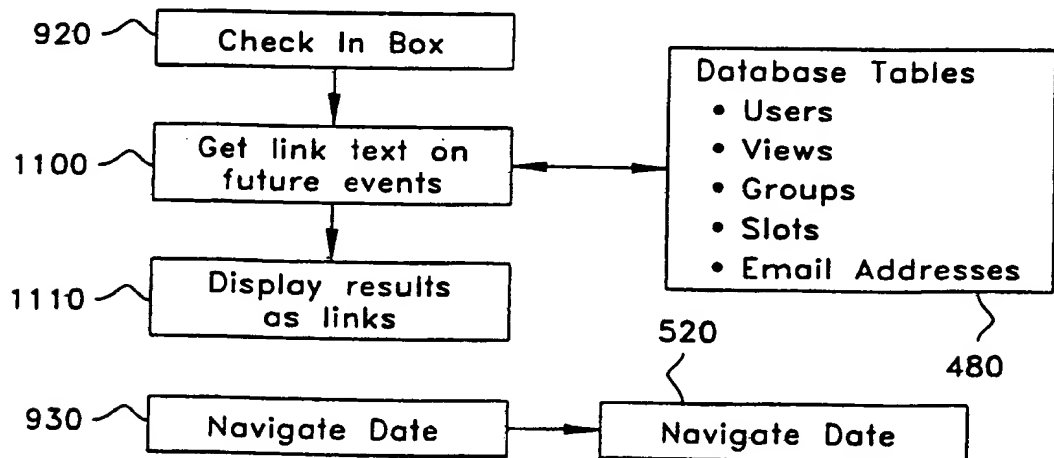 920
Check In Box
1100
Get link text on
future events
1110
Display results
as links
Database Tables
• Users
• Views
• Groups
• Slots
• Email Addresses
480
930
Navigate Date
520
Navigate Date